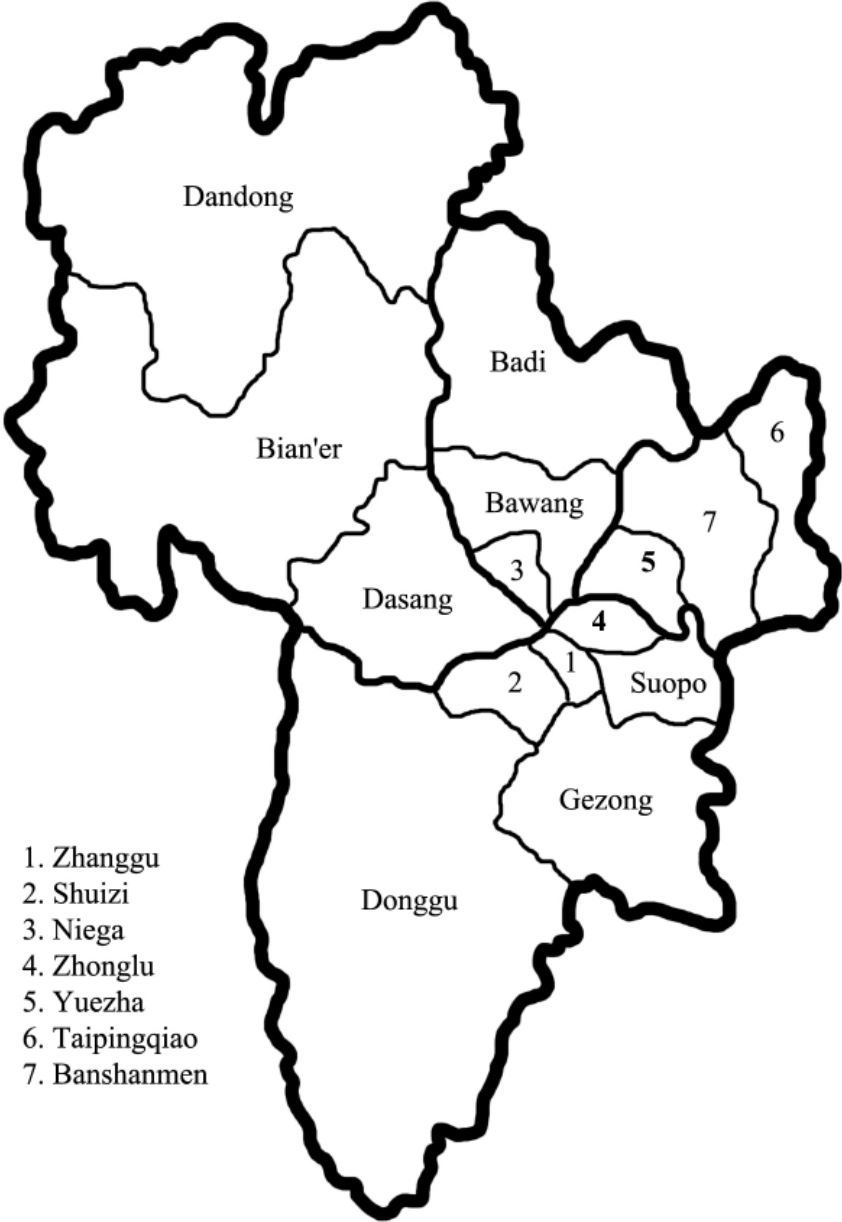 Dandong
Badi
6
Bian'er
Bawang
7
5
3
Dasang
4
1
2
Suopo
Gezong
Donggu
1. Zhanggu
2. Shuizi
3. Niega
4. Zhonglu
5. Yuezha
6. Taipingqiao
7. Banshanmen